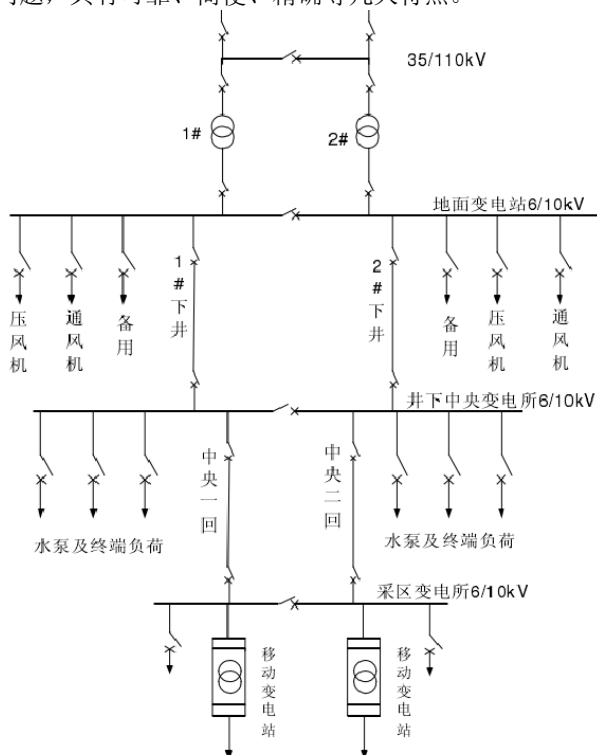 35/110kV
1#
2#
地面变电站6/10kV
压风机
通风机
备用
1#下井
2#下井
备用
压风机
通风机
井下中央变电所6/10kV
中央一回
中央二回
水泵及终端负荷
水泵及终端负荷
采区变电所6/10kV
移动变电站
移动变电站